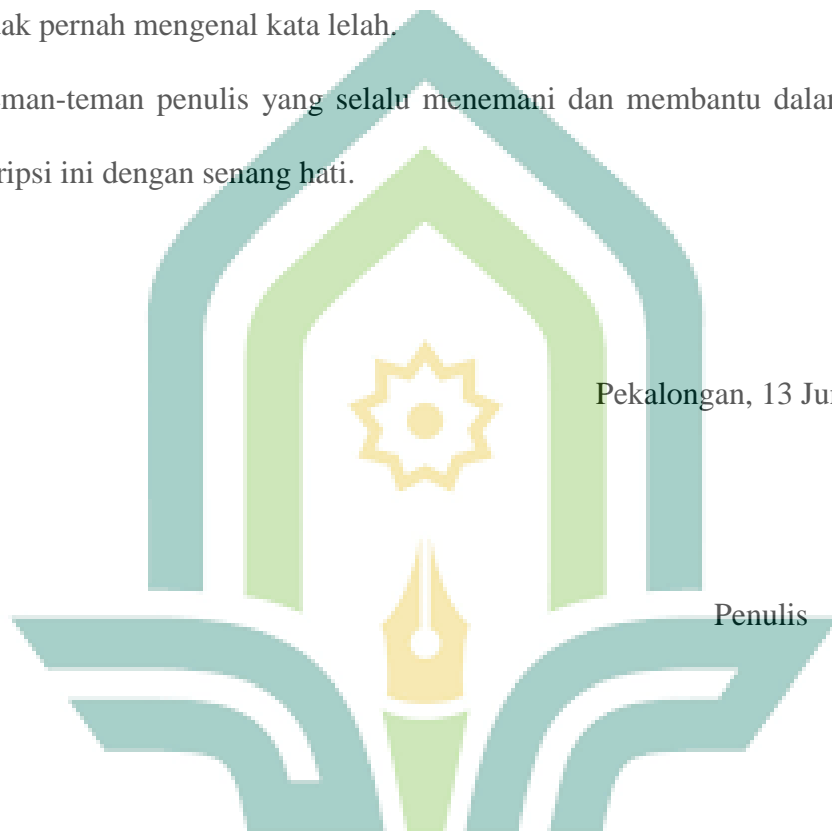 ak pernah mengenal kata lelah.
man-teman penulis yang selalu menemani dan membantu dalam
ripsi ini dengan senang hati.
Pekalongan, 13 Ju
Penulis